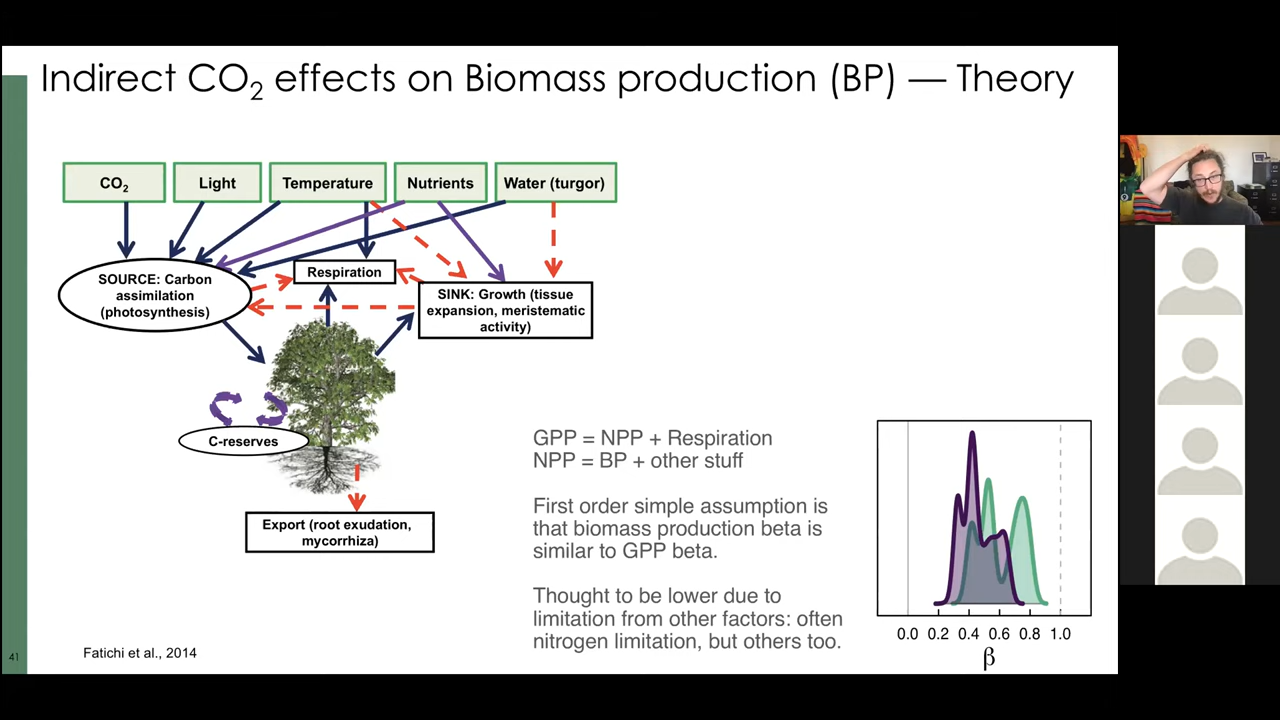 Indirect CO₂ effects on Biomass production (BP) — Theory
CO₂
Light
Temperature
Nutrients
Water (turgor)
SOURCE: Carbon
assimilation
(photosynthesis)
Respiration
SINK: Growth (tissue
expansion, meristematic
activity)
C-reserves
Export (root exudation,
mycorrhiza)
GPP = NPP + Respiration
NPP = BP + other stuff
First order simple assumption is
that biomass production beta is
similar to GPP beta.
Thought to be lower due to
limitation from other factors: often
nitrogen limitation, but others too.
0.0 0.2 0.4 0.6 0.8 1.0
β
41
Fatichi et al., 2014